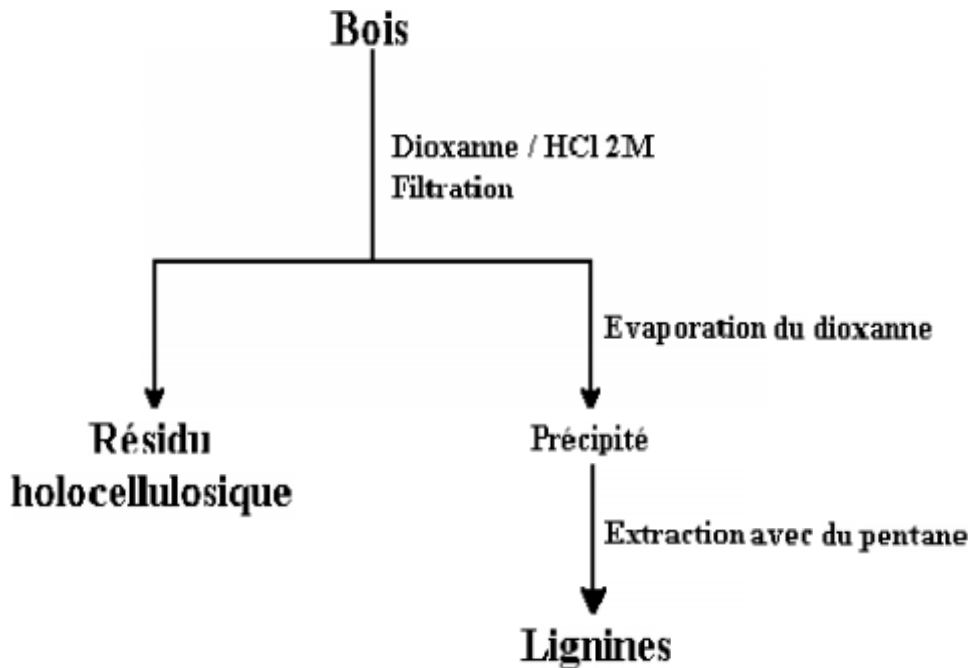 Bois
Dioxanne / HCl 2M
Filtration
Evaporation du dioxanne
Résidu
holocellulosique
Précipité
Extraction avec du pentane
Lignines